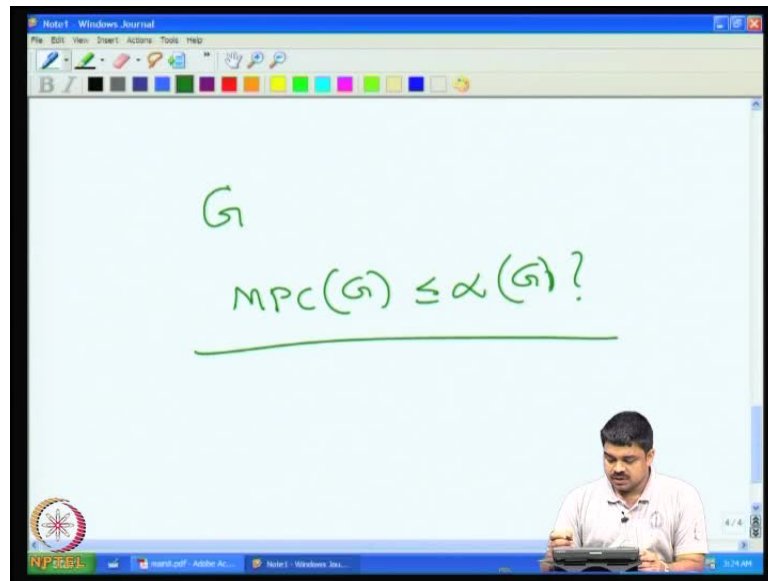 Note1 - Windows Journal
File Edit View Insert Actions Tools Help
B I
G
MPC(G) ≤ α(G)?
4/4
NPTEL
Note1 - Windows Jou...
3:24 AM